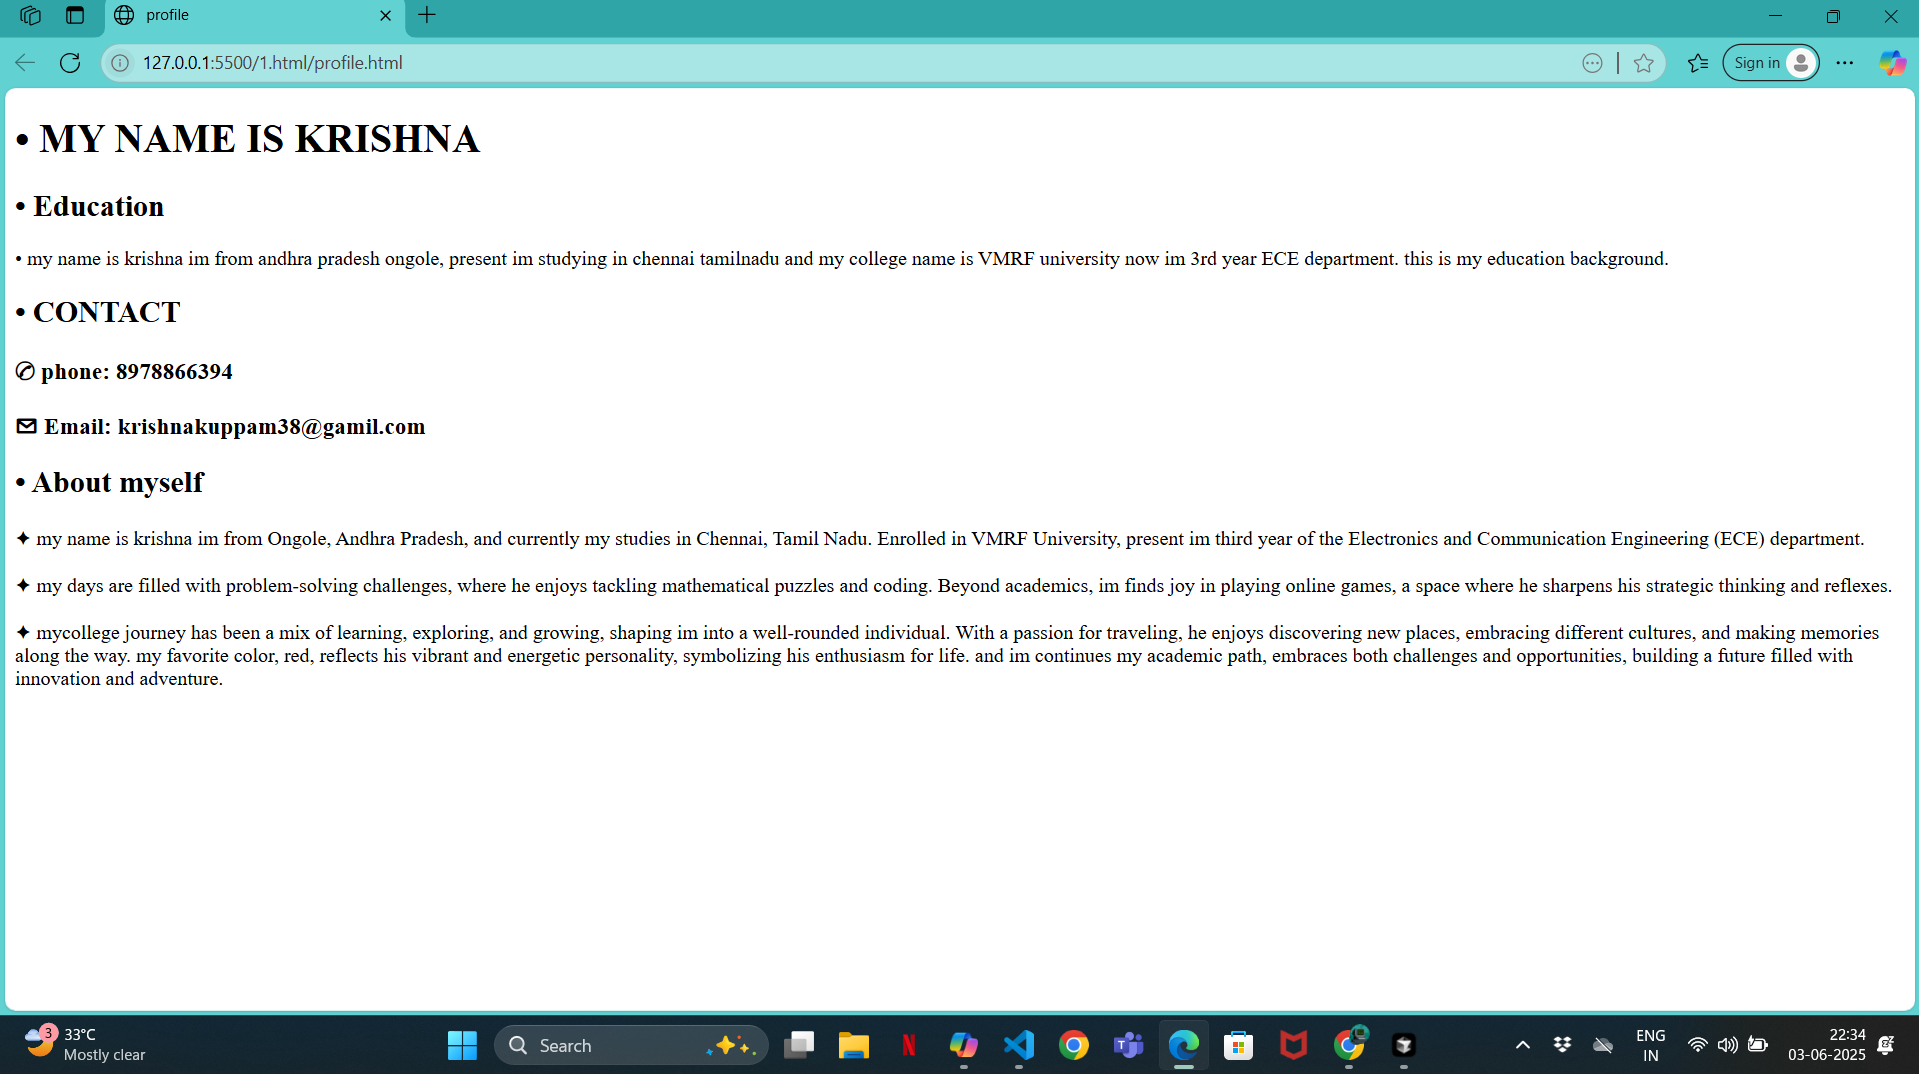 profile
127.0.0.1:5500/1.html/profile.html
Sign in
• MY NAME IS KRISHNA
• Education
• my name is krishna im from andhra pradesh ongole, present im studying in chennai tamilnadu and my college name is VMRF university now im 3rd year ECE department. this is my education background.
• CONTACT
✆ phone: 8978866394
🖂 Email: krishnakuppam38@gamil.com
• About myself
✦ my name is krishna im from Ongole, Andhra Pradesh, and currently my studies in Chennai, Tamil Nadu. Enrolled in VMRF University, present im third year of the Electronics and Communication Engineering (ECE) department.
✦ my days are filled with problem-solving challenges, where he enjoys tackling mathematical puzzles and coding. Beyond academics, im finds joy in playing online games, a space where he sharpens his strategic thinking and reflexes.
✦ mycollege journey has been a mix of learning, exploring, and growing, shaping im into a well-rounded individual. With a passion for traveling, he enjoys discovering new places, embracing different cultures, and making memories
along the way. my favorite color, red, reflects his vibrant and energetic personality, symbolizing his enthusiasm for life. and im continues my academic path, embraces both challenges and opportunities, building a future filled with
innovation and adventure.
3
33°C
Mostly clear
Search
ENG
IN
22:34
03-06-2025